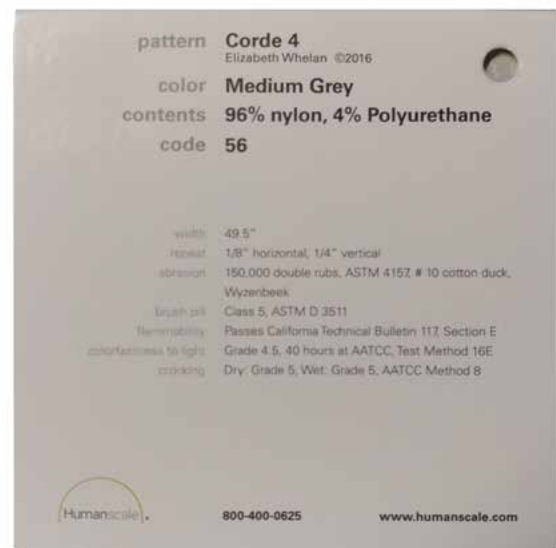 pattern Corde 4
Elizabeth Whelan ©2016
color Medium Grey
contents 96% nylon, 4% Polyurethane
code 56
width 49.5"
repeat 1/8" horizontal, 1/4" vertical
abrasion 150,000 double rubs, ASTM 4157, # 10 cotton duck,
Wyzenbeek
brush pill Class 5, ASTM D 3511
flammability Passes California Technical Bulletin 117, Section E
colorfastness to light Grade 4.5, 40 hours at AATCC, Test Method 16E
crocking Dry: Grade 5, Wet: Grade 5, AATCC Method 8
Humanscale 800-400-0625 www.humanscale.com